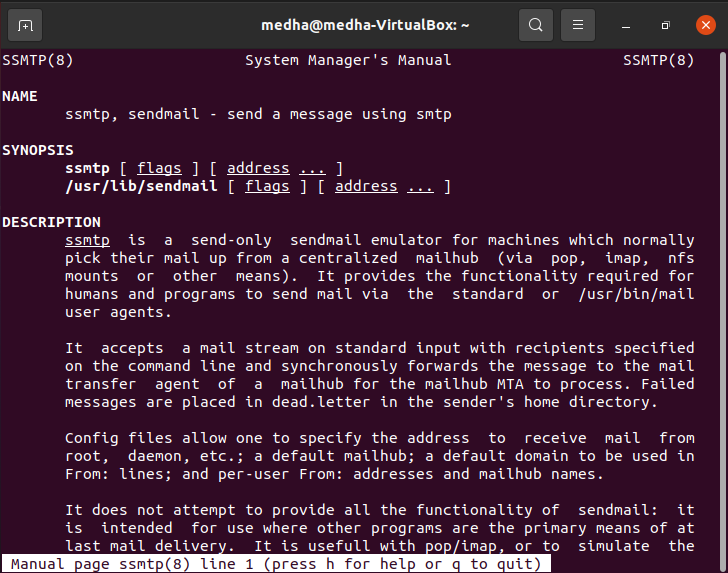 medha@medha-VirtualBox: ~
SSMTP(8) System Manager's Manual SSMTP(8)
NAME
ssmtp, sendmail - send a message using smtp
SYNOPSIS
ssmtp [ flags ] [ address ... ]
/usr/lib/sendmail [ flags ] [ address ... ]
DESCRIPTION
ssmtp is a send-only sendmail emulator for machines which normally
pick their mail up from a centralized mailhub (via pop, imap, nfs
mounts or other means). It provides the functionality required for
humans and programs to send mail via the standard or /usr/bin/mail
user agents.
It accepts a mail stream on standard input with recipients specified
on the command line and synchronously forwards the message to the mail
transfer agent of a mailhub for the mailhub MTA to process. Failed
messages are placed in dead.letter in the sender's home directory.
Config files allow one to specify the address to receive mail from
root, daemon, etc.; a default mailhub; a default domain to be used in
From: lines; and per-user From: addresses and mailhub names.
It does not attempt to provide all the functionality of sendmail: it
is intended for use where other programs are the primary means of at
last mail delivery. It is usefull with pop/imap, or to simulate the
Manual page ssmtp(8) line 1 (press h for help or q to quit)